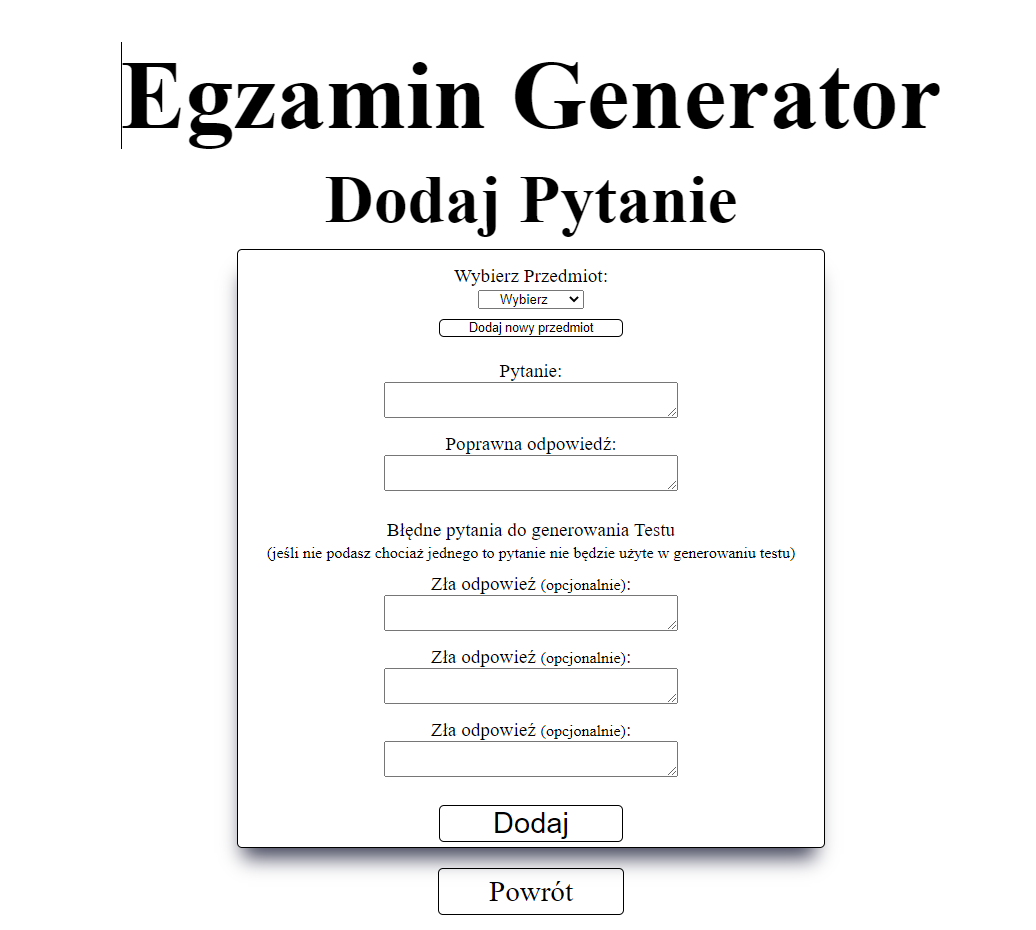 Egzamin Generator
Dodaj Pytanie
Wybierz Przedmiot:
Wybierz
Dodaj nowy przedmiot
Pytanie:
Poprawna odpowiedź:
Błędne pytania do generowania Testu
(jeśli nie podasz chociaż jednego to pytanie nie będzie użyte w generowaniu testu)
Zła odpowieź (opcjonalnie):
Zła odpowieź (opcjonalnie):
Zła odpowieź (opcjonalnie):
Dodaj
Powrót